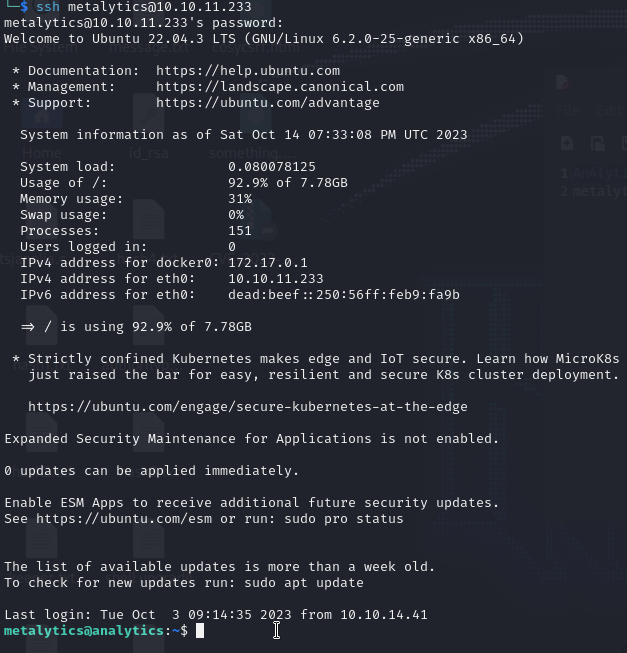 └─$ ssh metalytics@10.10.11.233
metalytics@10.10.11.233's password:
Welcome to Ubuntu 22.04.3 LTS (GNU/Linux 6.2.0-25-generic x86_64)
* Documentation:  https://help.ubuntu.com
* Management:     https://landscape.canonical.com
* Support:        https://ubuntu.com/advantage
System information as of Sat Oct 14 07:33:08 PM UTC 2023
System load:              0.080078125
Usage of /:               92.9% of 7.78GB
Memory usage:             31%
Swap usage:               0%
Processes:                151
Users logged in:          0
IPv4 address for docker0: 172.17.0.1
IPv4 address for eth0:    10.10.11.233
IPv6 address for eth0:    dead:beef::250:56ff:feb9:fa9b
=> / is using 92.9% of 7.78GB
* Strictly confined Kubernetes makes edge and IoT secure. Learn how MicroK8s
just raised the bar for easy, resilient and secure K8s cluster deployment.
https://ubuntu.com/engage/secure-kubernetes-at-the-edge
Expanded Security Maintenance for Applications is not enabled.
0 updates can be applied immediately.
Enable ESM Apps to receive additional future security updates.
See https://ubuntu.com/esm or run: sudo pro status
The list of available updates is more than a week old.
To check for new updates run: sudo apt update
Last login: Tue Oct  3 09:14:35 2023 from 10.10.14.41
metalytics@analytics:~$
Home
id_rsa
File